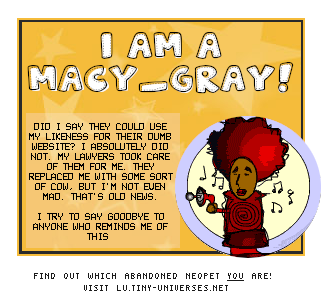 I AM A
MACY_GRAY!
DID I SAY THEY COULD USE
MY LIKENESS FOR THEIR DUMB
WEBSITE? I ABSOLUTELY DID
NOT. MY LAWYERS TOOK CARE
OF THEM FOR ME. THEY
REPLACED ME WITH SOME SORT
OF COW, BUT I'M NOT EVEN
MAD. THAT'S OLD NEWS.
I TRY TO SAY GOODBYE TO
ANYONE WHO REMINDS ME OF
THIS
FIND OUT WHICH ABANDONED NEOPET YOU ARE!
VISIT LU.TINY-UNIVERSES.NET